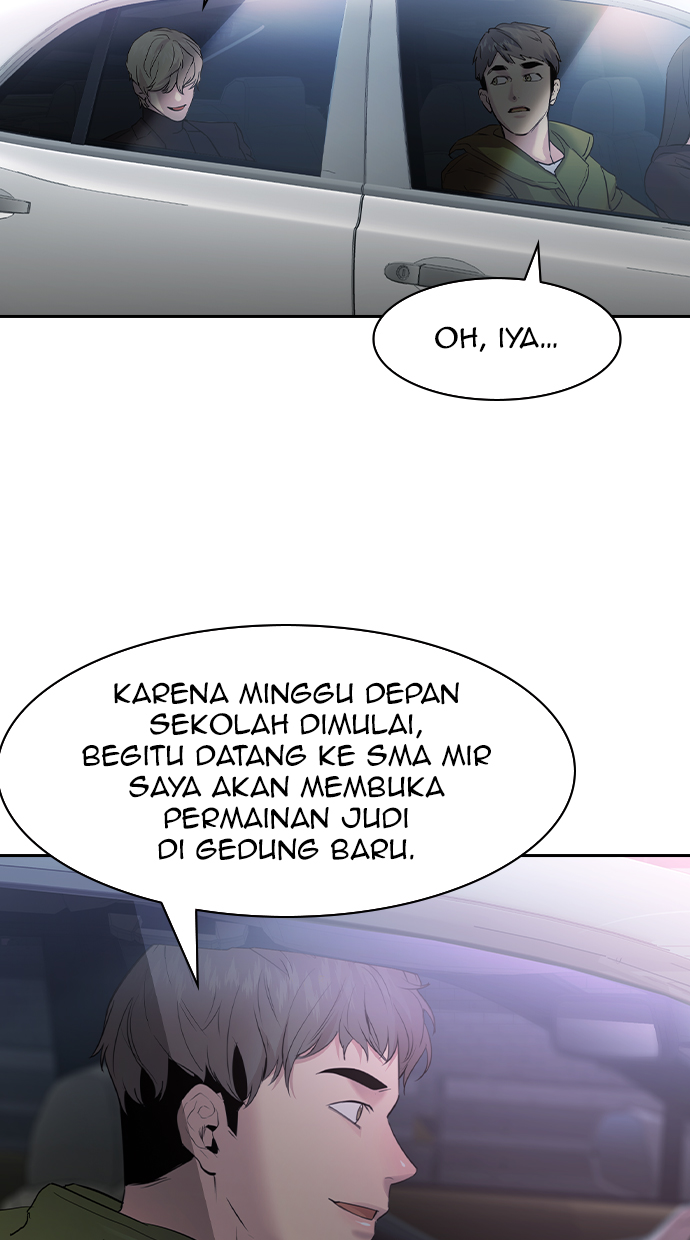 OH, IYA...
KARENA MINGGU DEPAN
SEKOLAH DIMULAI,
BEGITU DATANG KE SMA MIR
SAYA AKAN MEMBUKA
PERMAINAN JUDI
DI GEDUNG BARU.